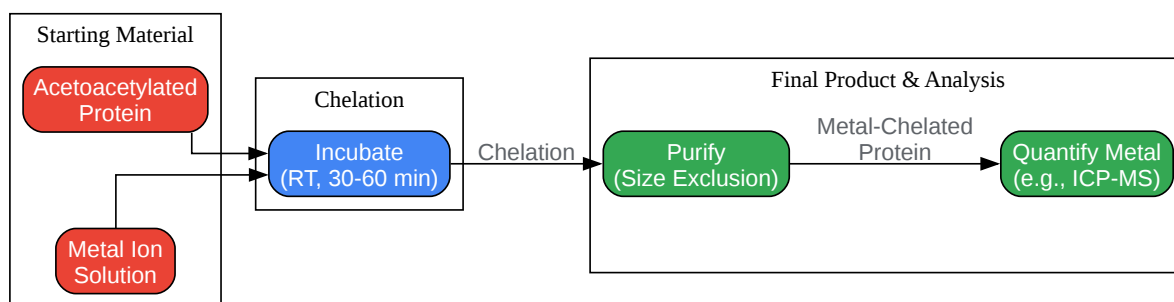 Starting Material
Acetoacetylated
Protein
Metal Ion
Solution
Chelation
Incubate
(RT, 30-60 min)
Chelation
Final Product & Analysis
Purify
(Size Exclusion)
Metal-Chelated
Protein
Quantify Metal
(e.g., ICP-MS)